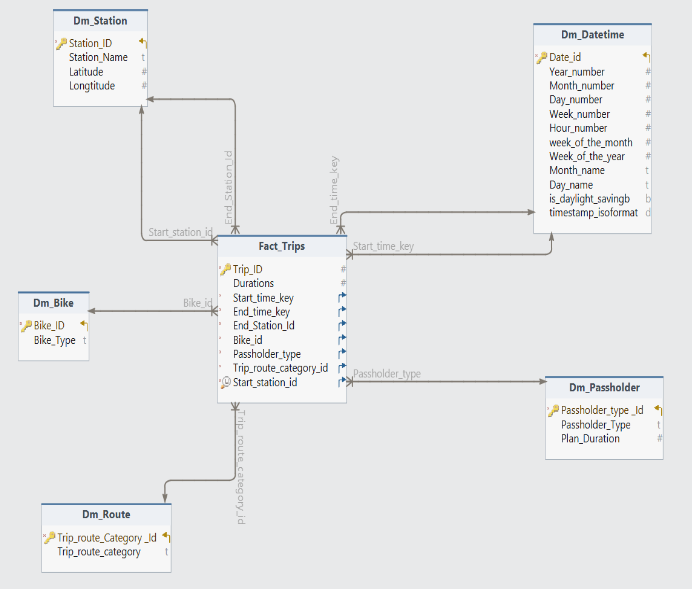 Dm_Station
Station_ID
Station_Name t
Latitude #
Longtitude #
Dm_Datetime
Date_id
Year_number #
Month_number #
Day_number #
Week_number #
Hour_number #
week_of_the_month #
Week_of_the_year #
Month_name t
Day_name t
is_daylight_savingb b
timestamp_isoformat d
End_Station_Id
End_time_key
Start_station_id
Start_time_key
Fact_Trips
Trip_ID #
Durations #
Start_time_key
End_time_key
End_Station_Id
Bike_id
Passholder_type
Trip_route_category_id
Start_station_id
Dm_Bike
Bike_ID
Bike_Type t
Bike_id
Passholder_type
Dm_Passholder
Passholder_type _Id
Passholder_Type t
Plan_Duration #
Trip_route_category_id
Dm_Route
Trip_route_Category _Id
Trip_route_category t